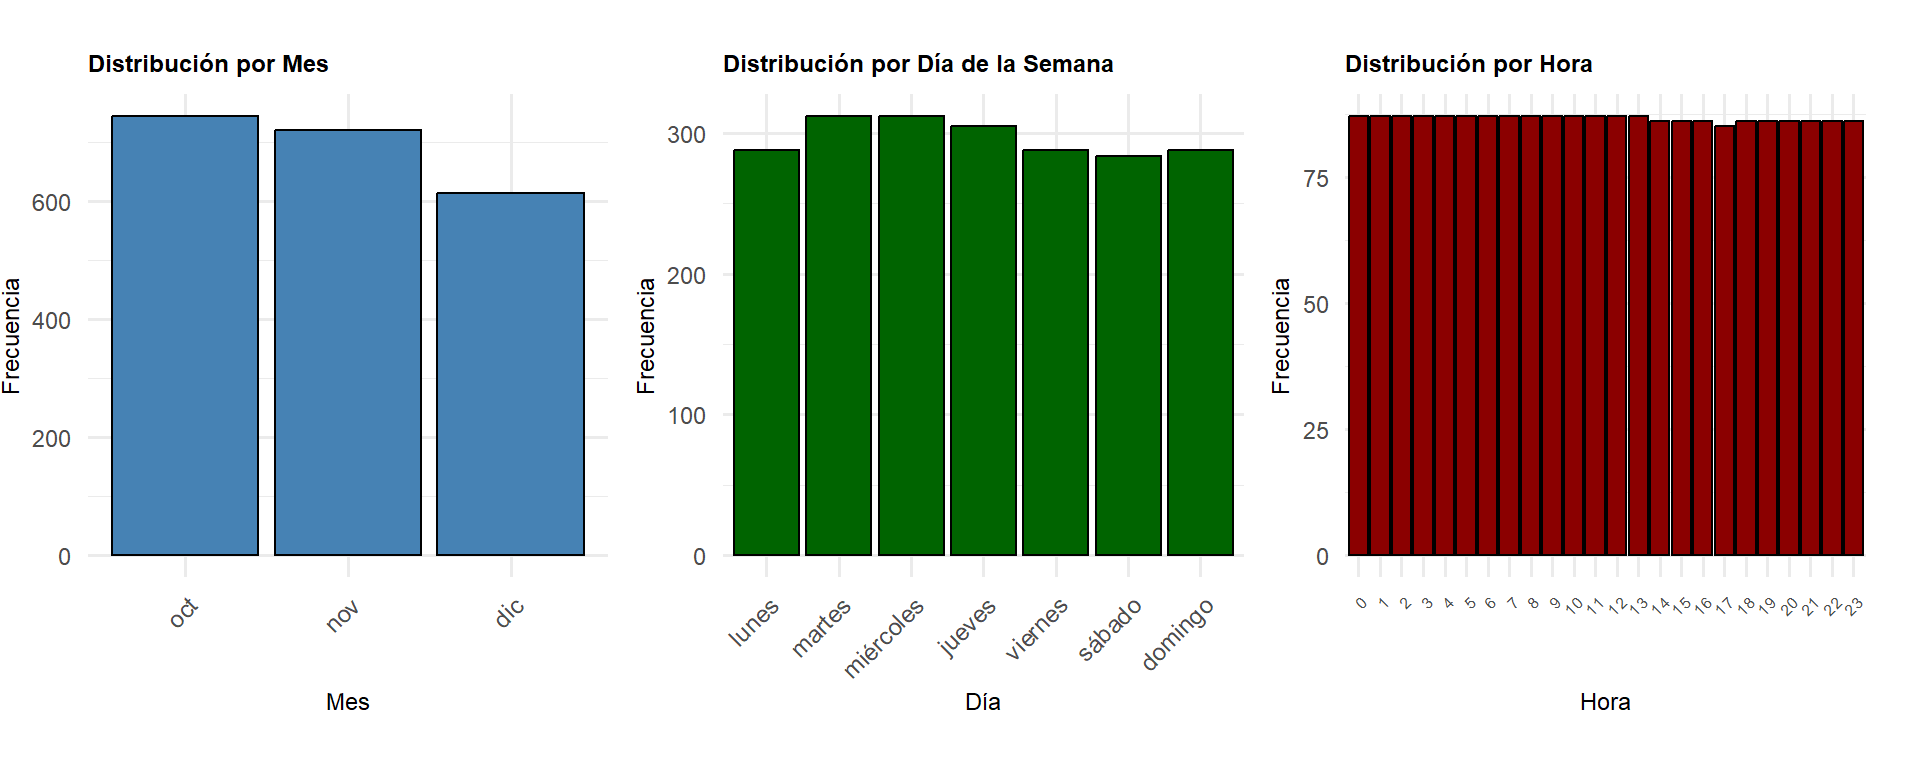 Distribución por Mes
Frecuencia
600
400
200
0
oct
nov
dic
Mes
Distribución por Día de la Semana
Frecuencia
300
200
100
0
lunes
martes
miércoles
jueves
viernes
sábado
domingo
Día
Distribución por Hora
Frecuencia
75
50
25
0
0
1
2
3
4
5
6
7
8
9
10
11
12
13
14
15
16
17
18
19
20
21
22
23
Hora